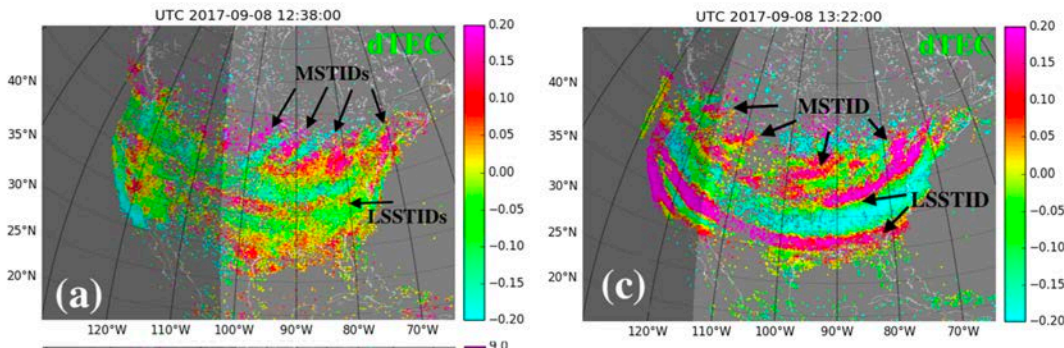 UTC 2017-09-08 12:38:00
dTEC
MSTIDs
LSSTIDs
(a)
40°N
35°N
30°N
25°N
20°N
120°W 110°W 100°W 90°W 80°W 70°W
0.20
0.15
0.10
0.05
0.00
−0.05
−0.10
−0.15
−0.20
9.0
UTC 2017-09-08 13:22:00
dTEC
MSTID
LSSTID
(c)
40°N
35°N
30°N
25°N
20°N
120°W 110°W 100°W 90°W 80°W 70°W
0.20
0.15
0.10
0.05
0.00
−0.05
−0.10
−0.15
−0.20